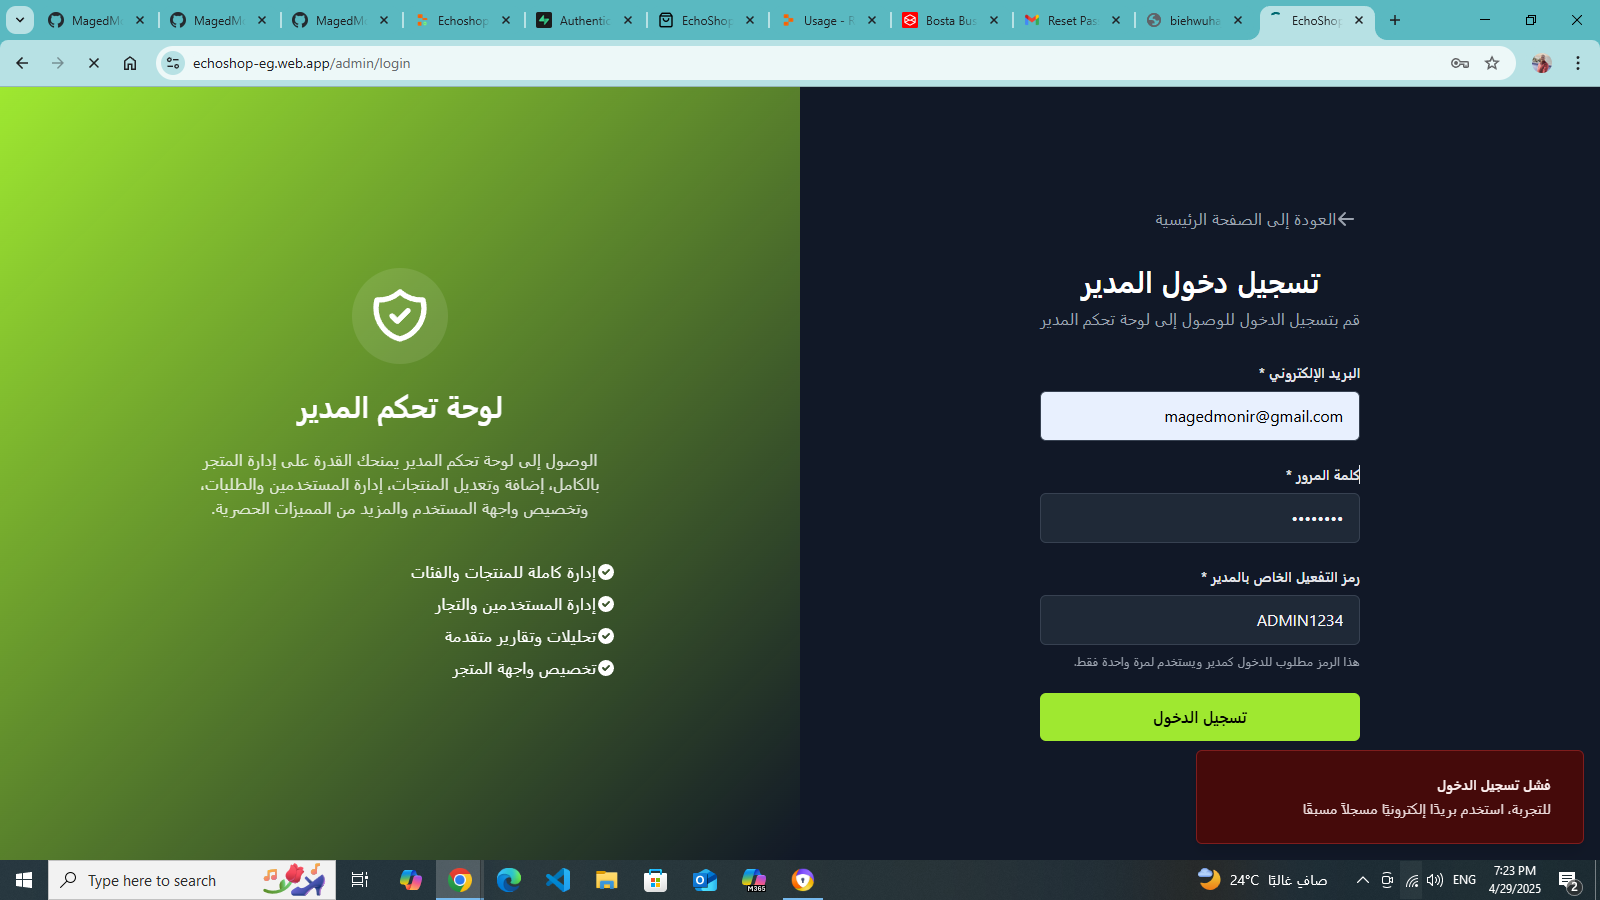 MagedMo
MagedMo
MagedMo
Echoshop
Authentic
EchoShop
Usage - R
Bosta Bus
Reset Pas
biehwuha
EchoShop
echoshop-eg.web.app/admin/login
العودة إلى الصفحة الرئيسية
تسجيل دخول المدير
قم بتسجيل الدخول للوصول إلى لوحة تحكم المدير
البريد الإلكتروني *
magedmonir@gmail.com
كلمة المرور *
••••••••
رمز التفعيل الخاص بالمدير *
ADMIN1234
هذا الرمز مطلوب للدخول كمدير ويستخدم لمرة واحدة فقط.
تسجيل الدخول
لوحة تحكم المدير
الوصول إلى لوحة تحكم المدير يمنحك القدرة على إدارة المتجر
بالكامل، إضافة وتعديل المنتجات، إدارة المستخدمين والطلبات،
وتخصيص واجهة المستخدم والمزيد من المميزات الحصرية.
إدارة كاملة للمنتجات والفئات
إدارة المستخدمين والتجار
تحليلات وتقارير متقدمة
تخصيص واجهة المتجر
فشل تسجيل الدخول
للتجربة، استخدم بريدًا إلكترونيًا مسجلاً مسبقًا
Type here to search
M365
24°C صافٍ غالبًا
ENG
7:23 PM
4/29/2025
2